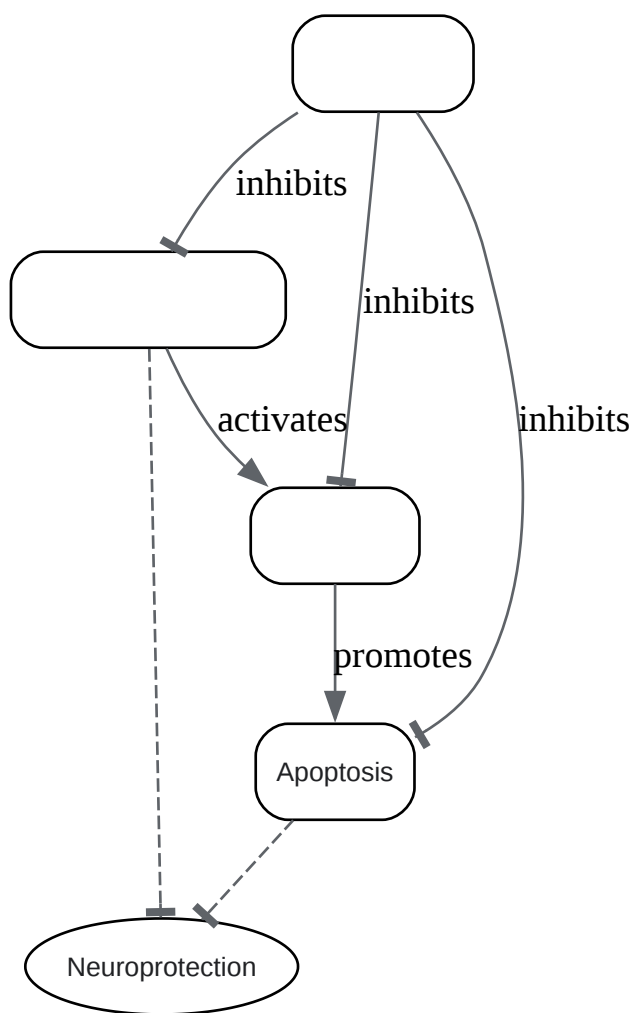 inhibits
inhibits
activates
inhibits
promotes
Apoptosis
Neuroprotection